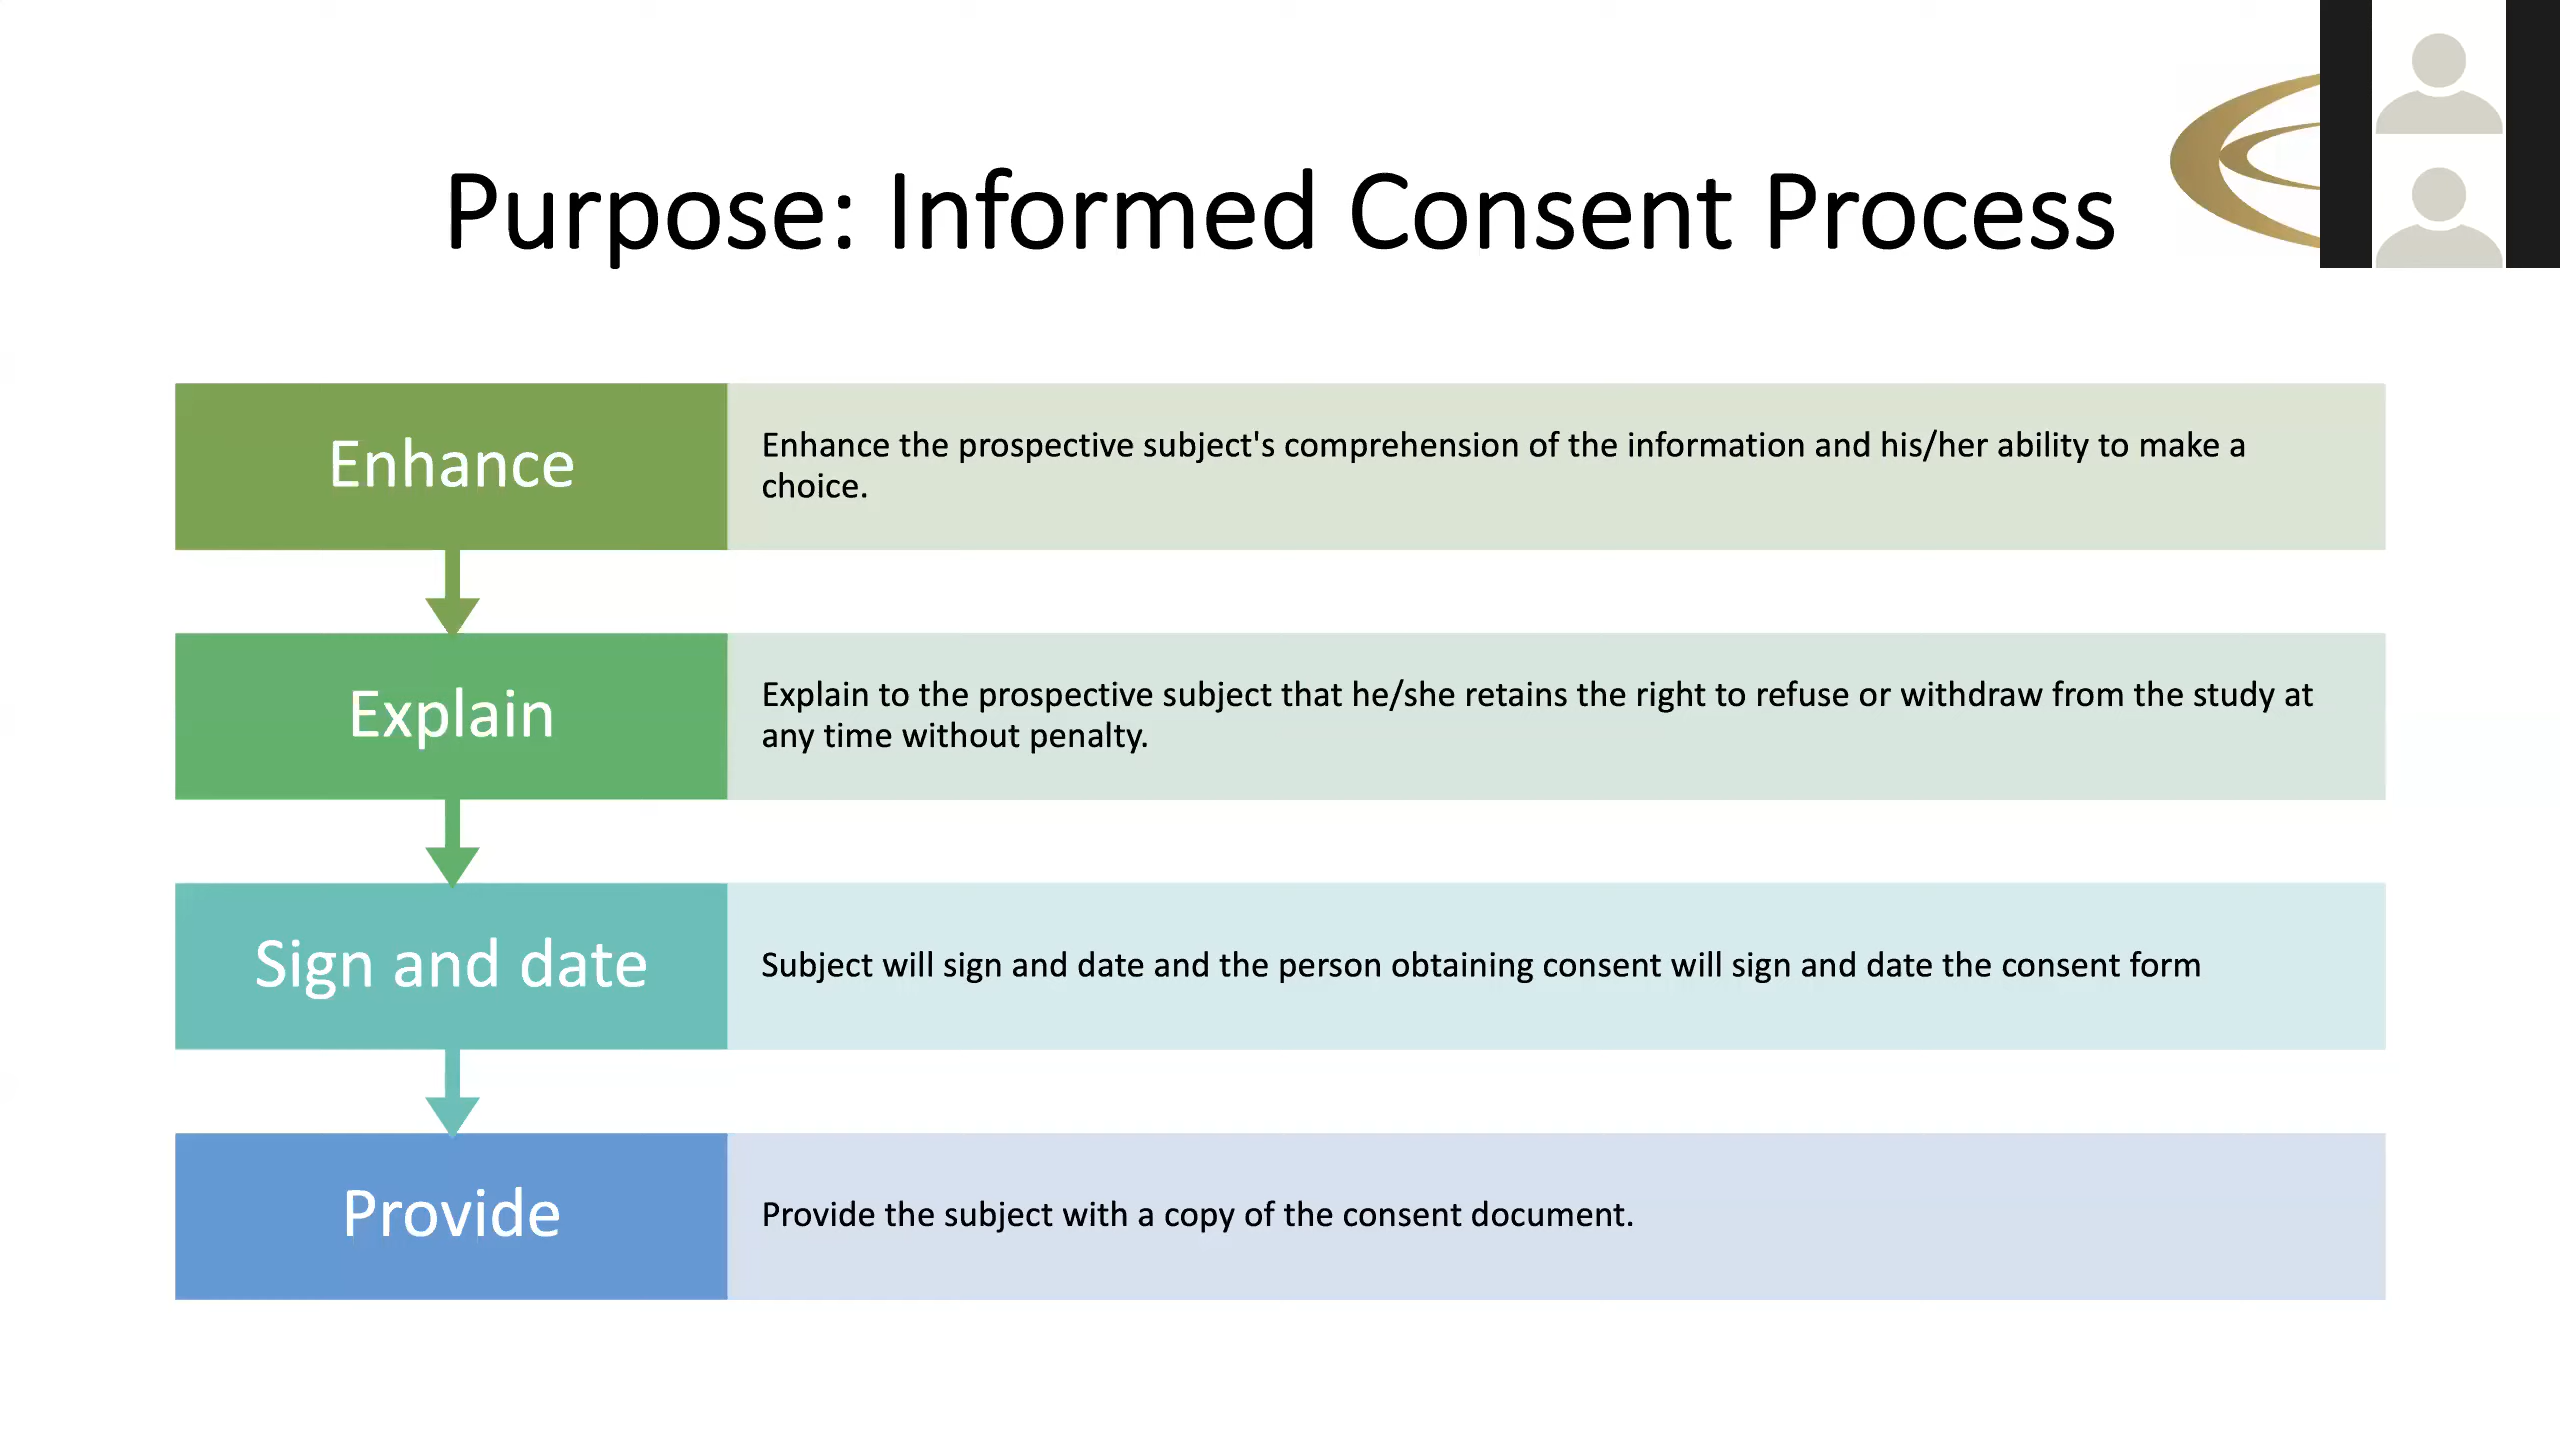 Purpose: Informed Consent Process
Enhance
Enhance the prospective subject's comprehension of the information and his/her ability to make a
choice.
Explain
Explain to the prospective subject that he/she retains the right to refuse or withdraw from the study at
any time without penalty.
Sign and date
Subject will sign and date and the person obtaining consent will sign and date the consent form
Provide
Provide the subject with a copy of the consent document.